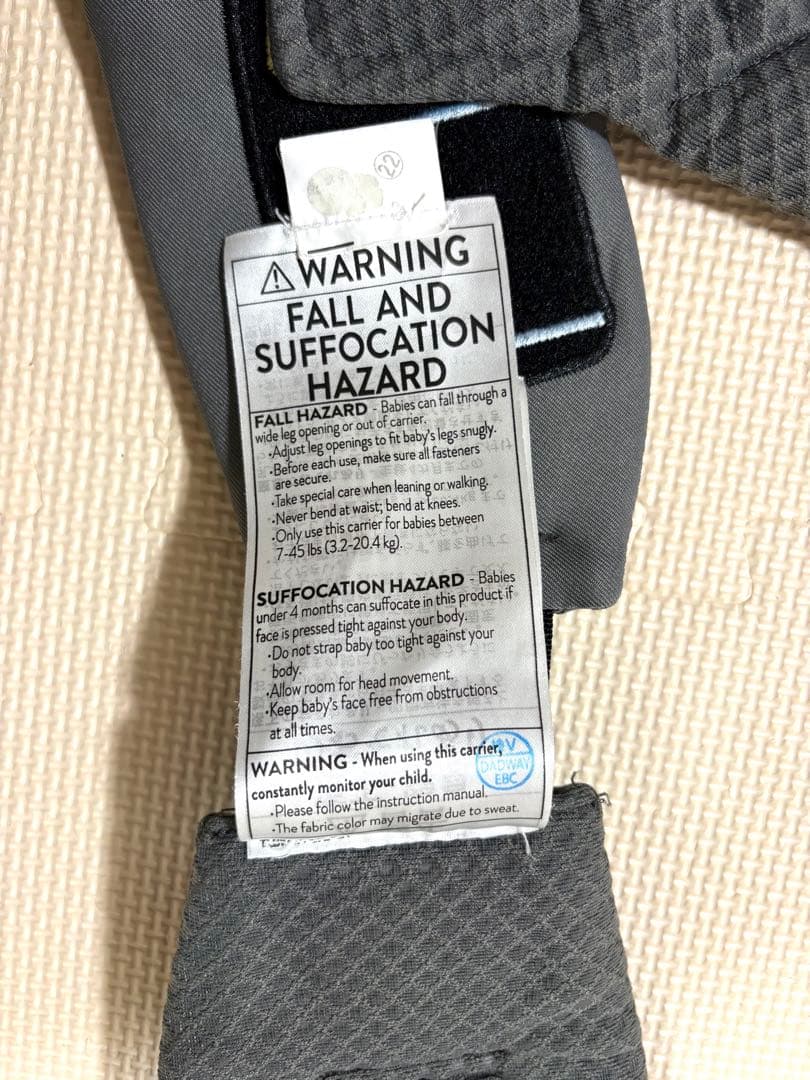 22
WARNING
FALL AND
SUFFOCATION
HAZARD
FALL HAZARD - Babies can fall through a
wide leg opening or out of carrier.
·Adjust leg openings to fit baby's legs snugly.
·Before each use, make sure all fasteners
are secure.
·Take special care when leaning or walking.
·Never bend at waist; bend at knees.
·Only use this carrier for babies between
7-45 lbs (3.2-20.4 kg).
SUFFOCATION HAZARD - Babies
under 4 months can suffocate in this product if
face is pressed tight against your body.
·Do not strap baby too tight against your
body.
·Allow room for head movement.
·Keep baby's face free from obstructions
at all times.
WARNING - When using this carrier,
constantly monitor your child.
·Please follow the instruction manual.
·The fabric color may migrate due to sweat.
DADWAY
EBC